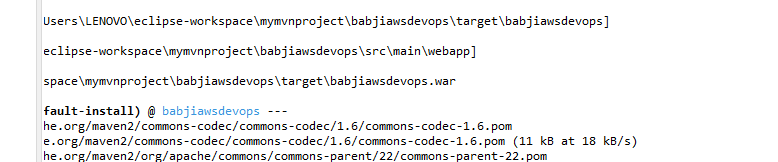 Users\LENOVO\eclipse-workspace\mymvnproject\babjiawsdevops\target\babjiawsdevops]
eclipse-workspace\mymvnproject\babjiawsdevops\src\main\webapp]
space\mymvnproject\babjiawsdevops\target\babjiawsdevops.war
fault-install) @ babjiawsdevops ---
he.org/maven2/commons-codec/commons-codec/1.6/commons-codec-1.6.pom
e.org/maven2/commons-codec/commons-codec/1.6/commons-codec-1.6.pom (11 kB at 18 kB/s)
he.org/maven2/org/apache/commons/commons-parent/22/commons-parent-22.pom